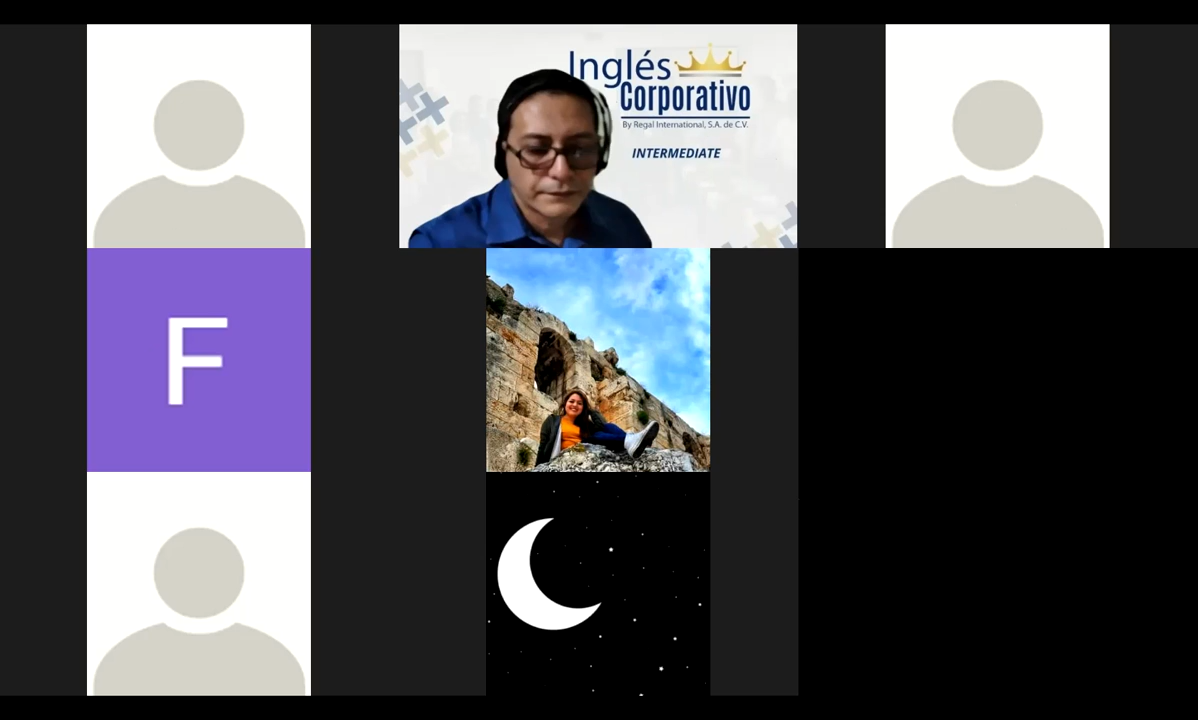 Inglés
Corporativo
By Regal International, S.A. de C.V.
INTERMEDIATE
F